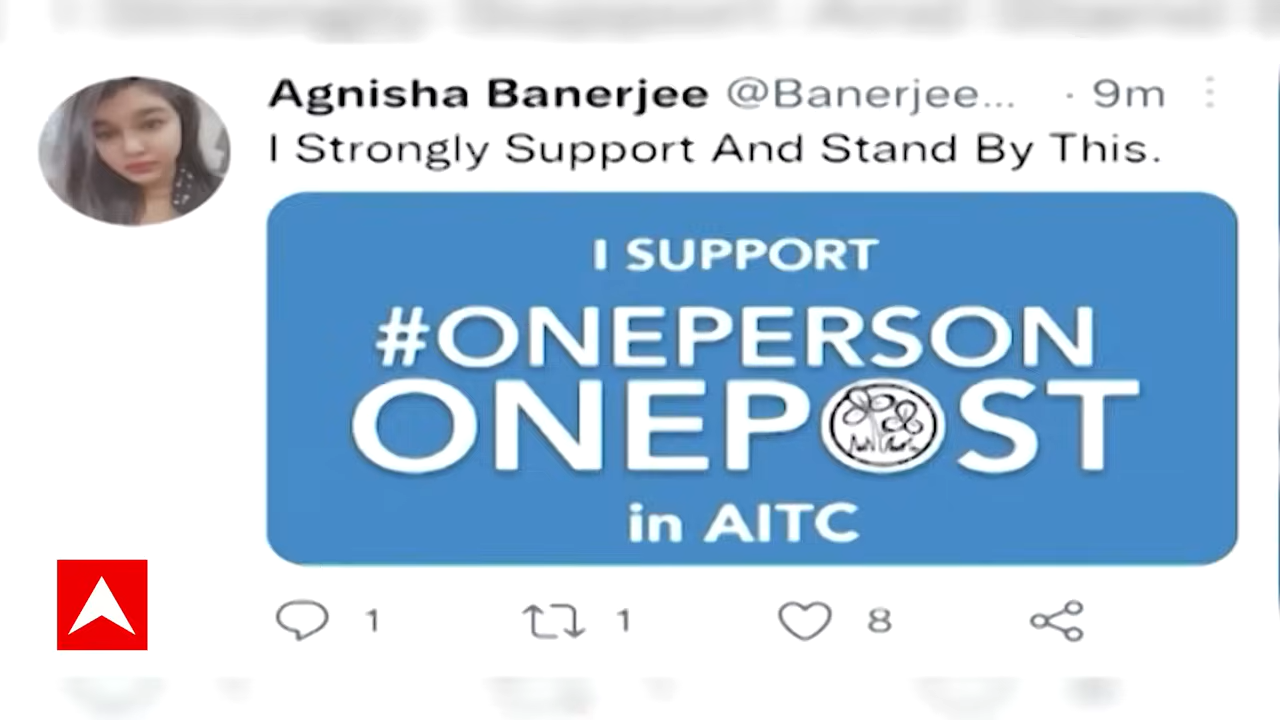 Agnisha Banerjee @Banerjee... · 9m
I Strongly Support And Stand By This.
I SUPPORT
#ONEPERSON
ONEPOST
in AITC
1 1 8